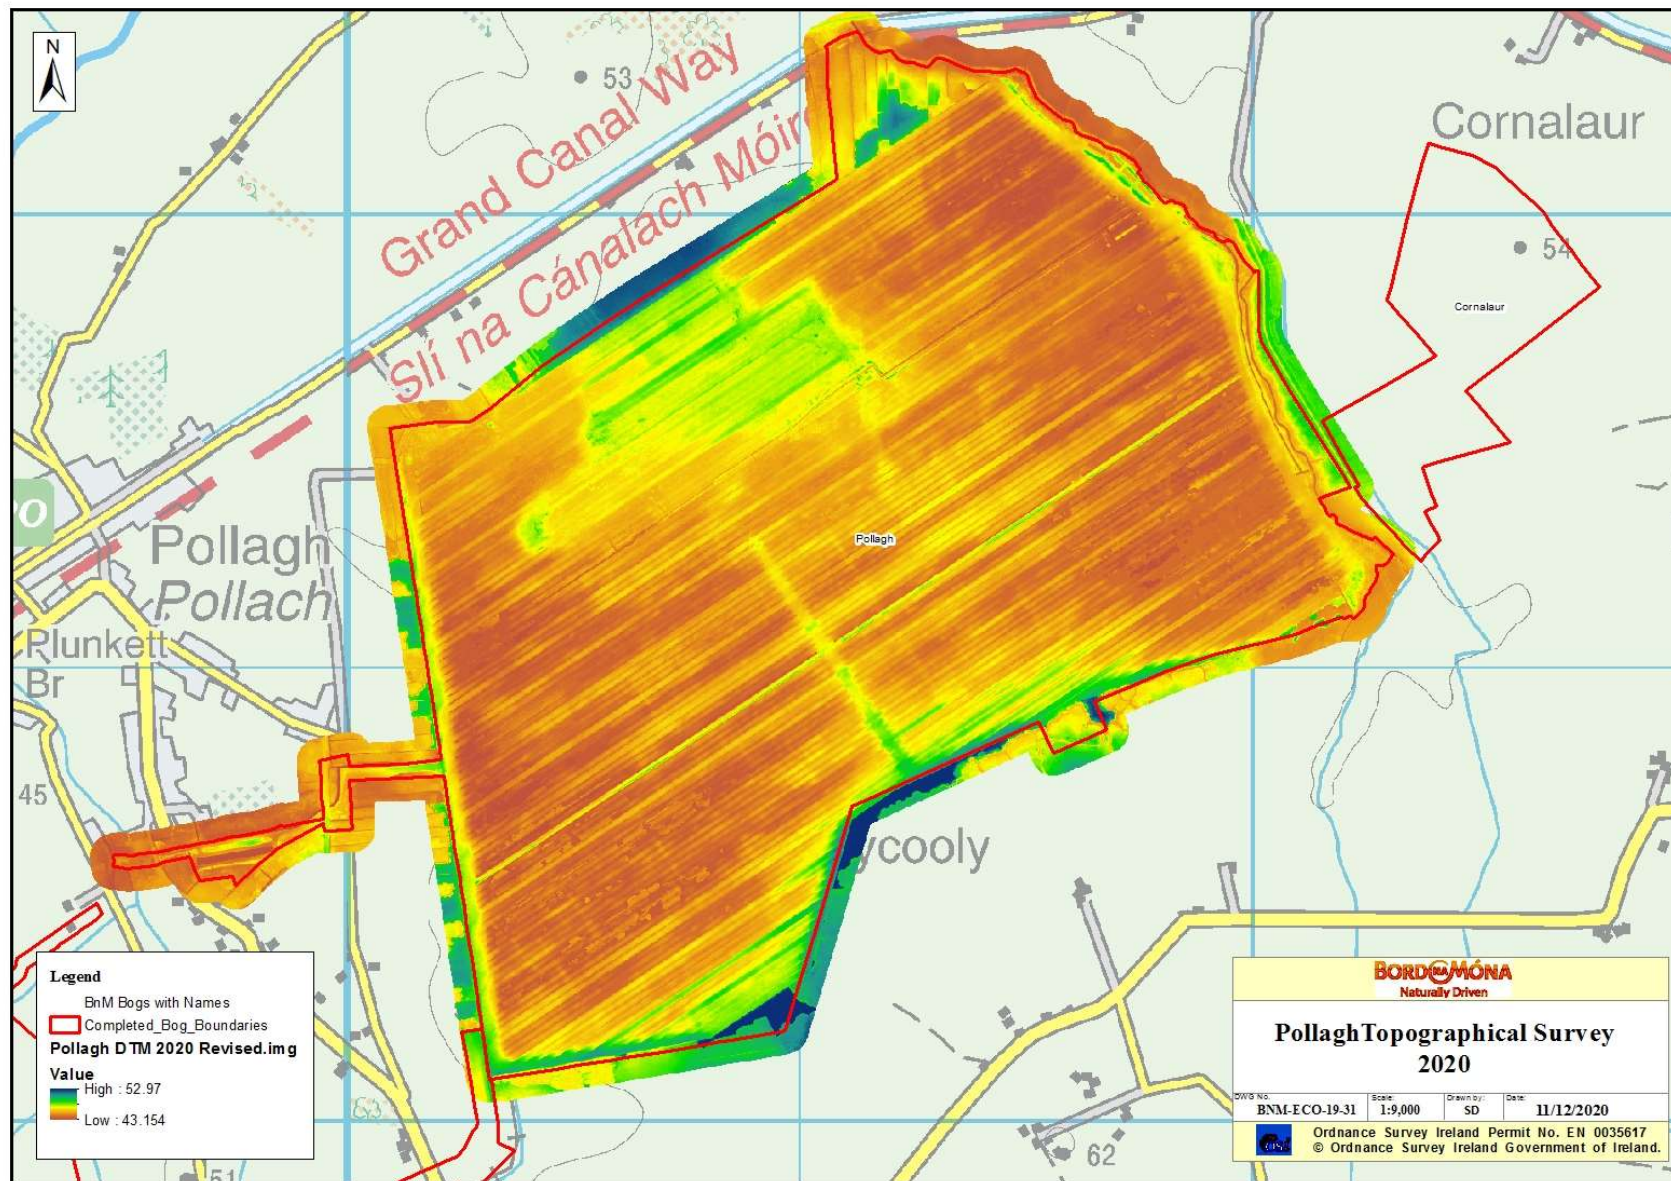 N
53
Grand Canal Way
Slí na Cánalach Móire
Cornalaur
54
Cornalaur
Pollagh
Pollagh
Pollach
Plunkett
Br
45
ycooly
62
51
Legend
BnM Bogs with Names
Completed_Bog_Boundaries
Pollagh DTM 2020 Revised.img
Value
High : 52.97
Low : 43.154
BORD NA MÓNA
Naturally Driven
PollaghTopographical Survey
2020
DWG No. Scale: Drawn by: Date:
BNM-ECO-19-31 1:9,000 SD 11/12/2020
Ordnance Survey Ireland Permit No. EN 0035617
© Ordnance Survey Ireland Government of Ireland.